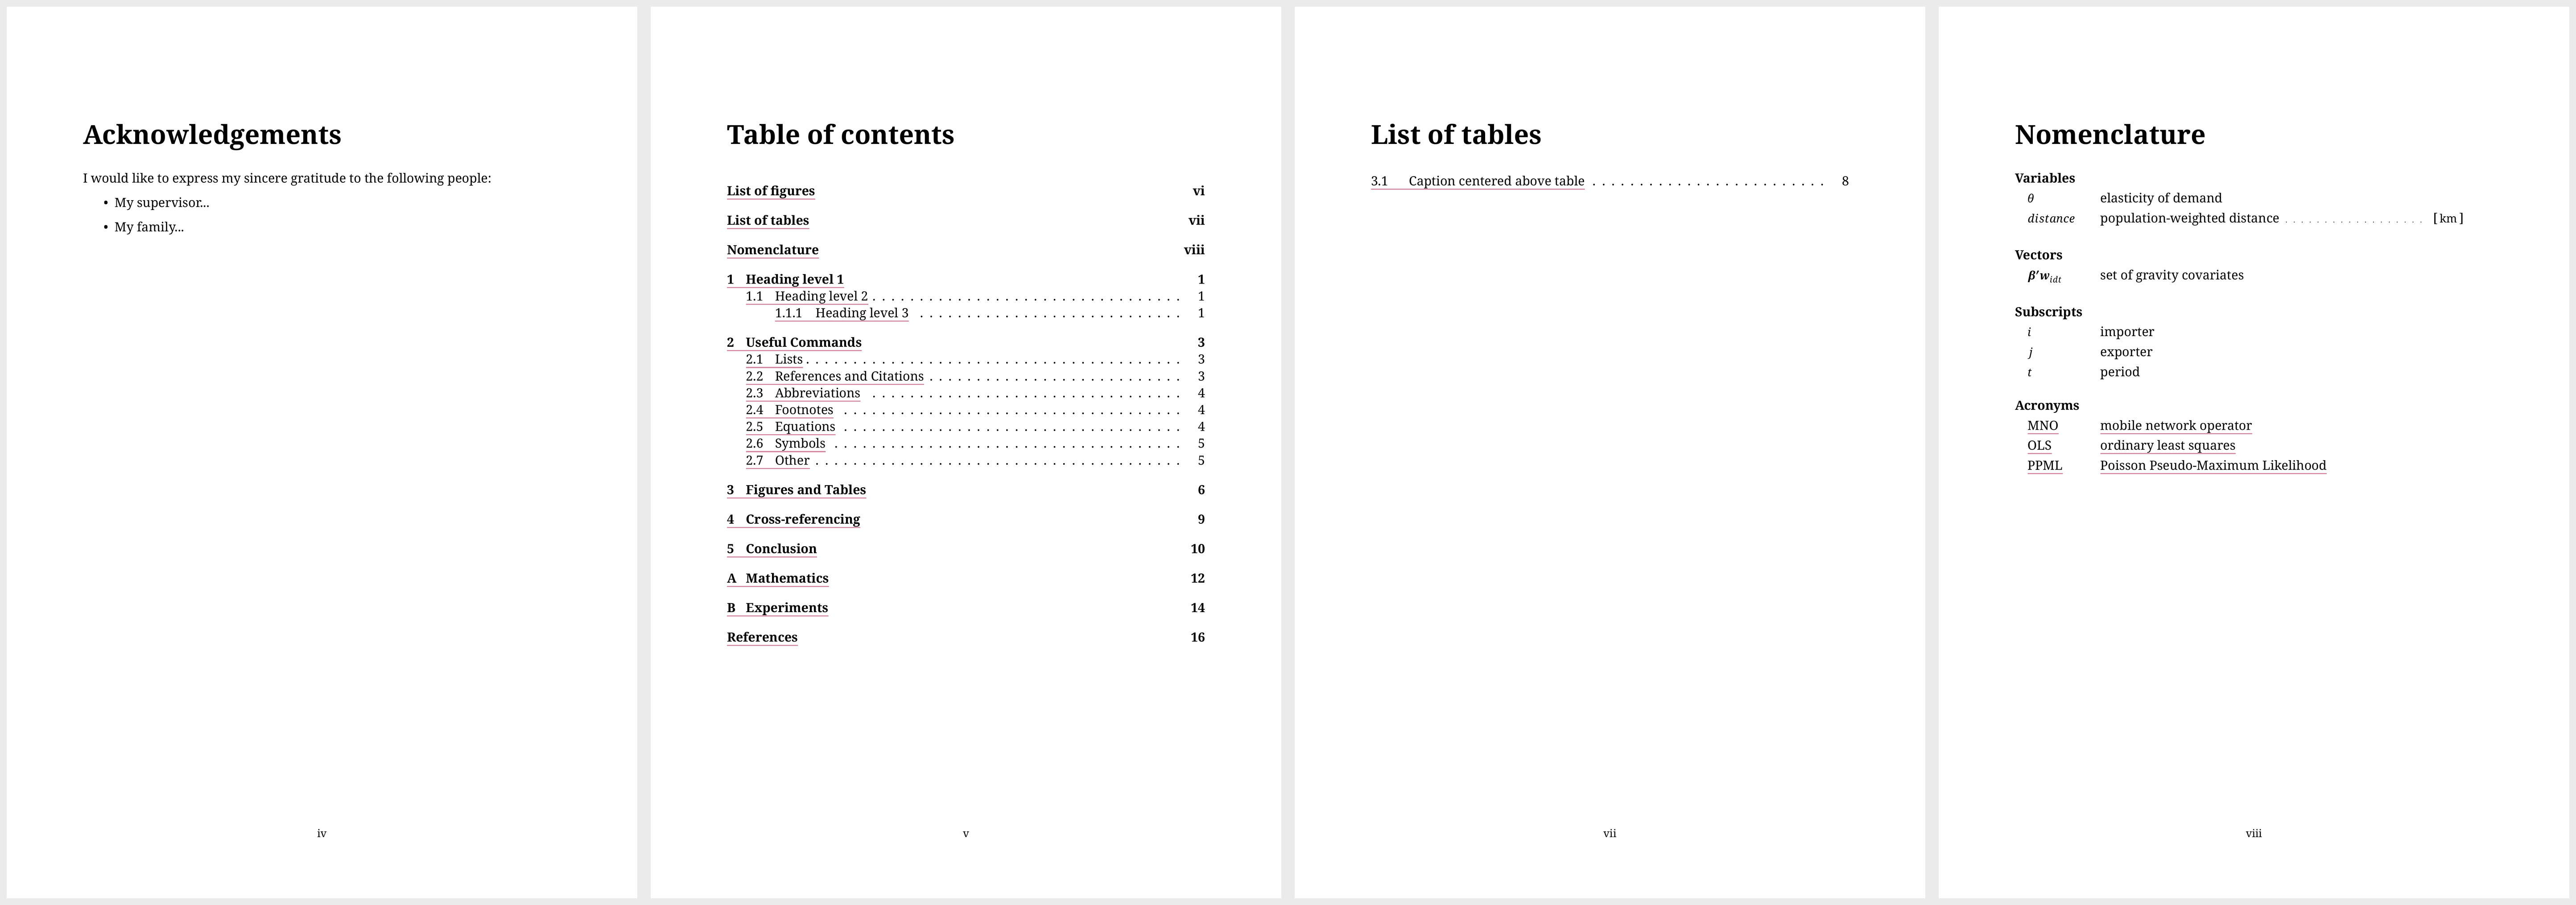 Acknowledgements
I would like to express my sincere gratitude to the following people:
• My supervisor...
• My family...
iv
Table of contents
List of figures vi
List of tables vii
Nomenclature viii
1 Heading level 1 1
1.1 Heading level 2 . . . . . . . . . . . . . . . . . . . . . . . . . . . . . . . . . 1
1.1.1 Heading level 3 . . . . . . . . . . . . . . . . . . . . . . . . . . . . 1
2 Useful Commands 3
2.1 Lists . . . . . . . . . . . . . . . . . . . . . . . . . . . . . . . . . . . . . . . . 3
2.2 References and Citations . . . . . . . . . . . . . . . . . . . . . . . . . . . 3
2.3 Abbreviations . . . . . . . . . . . . . . . . . . . . . . . . . . . . . . . . . 4
2.4 Footnotes . . . . . . . . . . . . . . . . . . . . . . . . . . . . . . . . . . . . 4
2.5 Equations . . . . . . . . . . . . . . . . . . . . . . . . . . . . . . . . . . . . 4
2.6 Symbols . . . . . . . . . . . . . . . . . . . . . . . . . . . . . . . . . . . . . 5
2.7 Other . . . . . . . . . . . . . . . . . . . . . . . . . . . . . . . . . . . . . . . 5
3 Figures and Tables 6
4 Cross-referencing 9
5 Conclusion 10
A Mathematics 12
B Experiments 14
References 16
v
List of tables
3.1 Caption centered above table . . . . . . . . . . . . . . . . . . . . . . . . . 8
vii
Nomenclature
Variables
θ elasticity of demand
distance population-weighted distance . . . . . . . . . . . . . . . . . [ km ]
Vectors
β′w_idt set of gravity covariates
Subscripts
i importer
j exporter
t period
Acronyms
MNO mobile network operator
OLS ordinary least squares
PPML Poisson Pseudo-Maximum Likelihood
viii